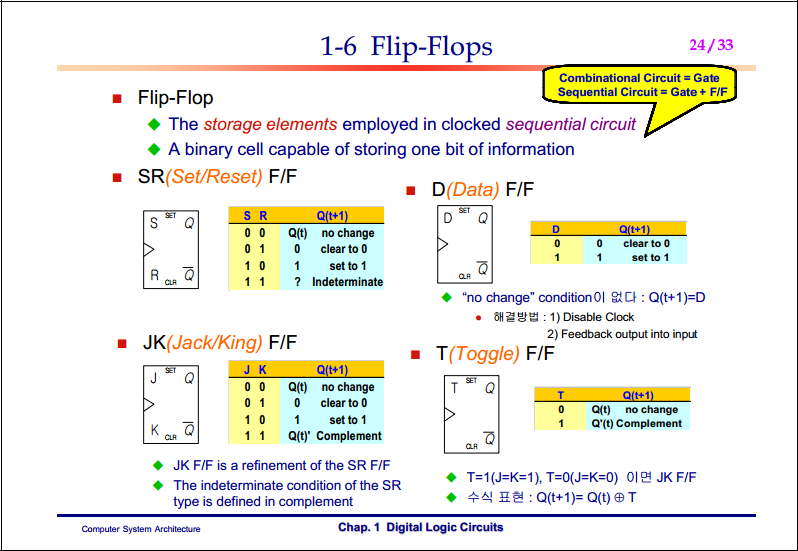 1-6 Flip-Flops
24 / 33
Combinational Circuit = Gate
Sequential Circuit = Gate + F/F
Flip-Flop
The storage elements employed in clocked sequential circuit
A binary cell capable of storing one bit of information
SR(Set/Reset) F/F
S SET Q
R CLR Q̅
S R Q(t+1)
0 0 Q(t) no change
0 1 0 clear to 0
1 0 1 set to 1
1 1 ? Indeterminate
D(Data) F/F
D SET Q
CLR Q̅
D Q(t+1)
0 0 clear to 0
1 1 set to 1
“no change” condition이 없다 : Q(t+1)=D
해결방법 : 1) Disable Clock
2) Feedback output into input
JK(Jack/King) F/F
J SET Q
K CLR Q̅
J K Q(t+1)
0 0 Q(t) no change
0 1 0 clear to 0
1 0 1 set to 1
1 1 Q(t)' Complement
JK F/F is a refinement of the SR F/F
The indeterminate condition of the SR
type is defined in complement
T(Toggle) F/F
T SET Q
CLR Q̅
T Q(t+1)
0 Q(t) no change
1 Q'(t) Complement
T=1(J=K=1), T=0(J=K=0) 이면 JK F/F
수식 표현 : Q(t+1)= Q(t) ⊕ T
Computer System Architecture
Chap. 1 Digital Logic Circuits